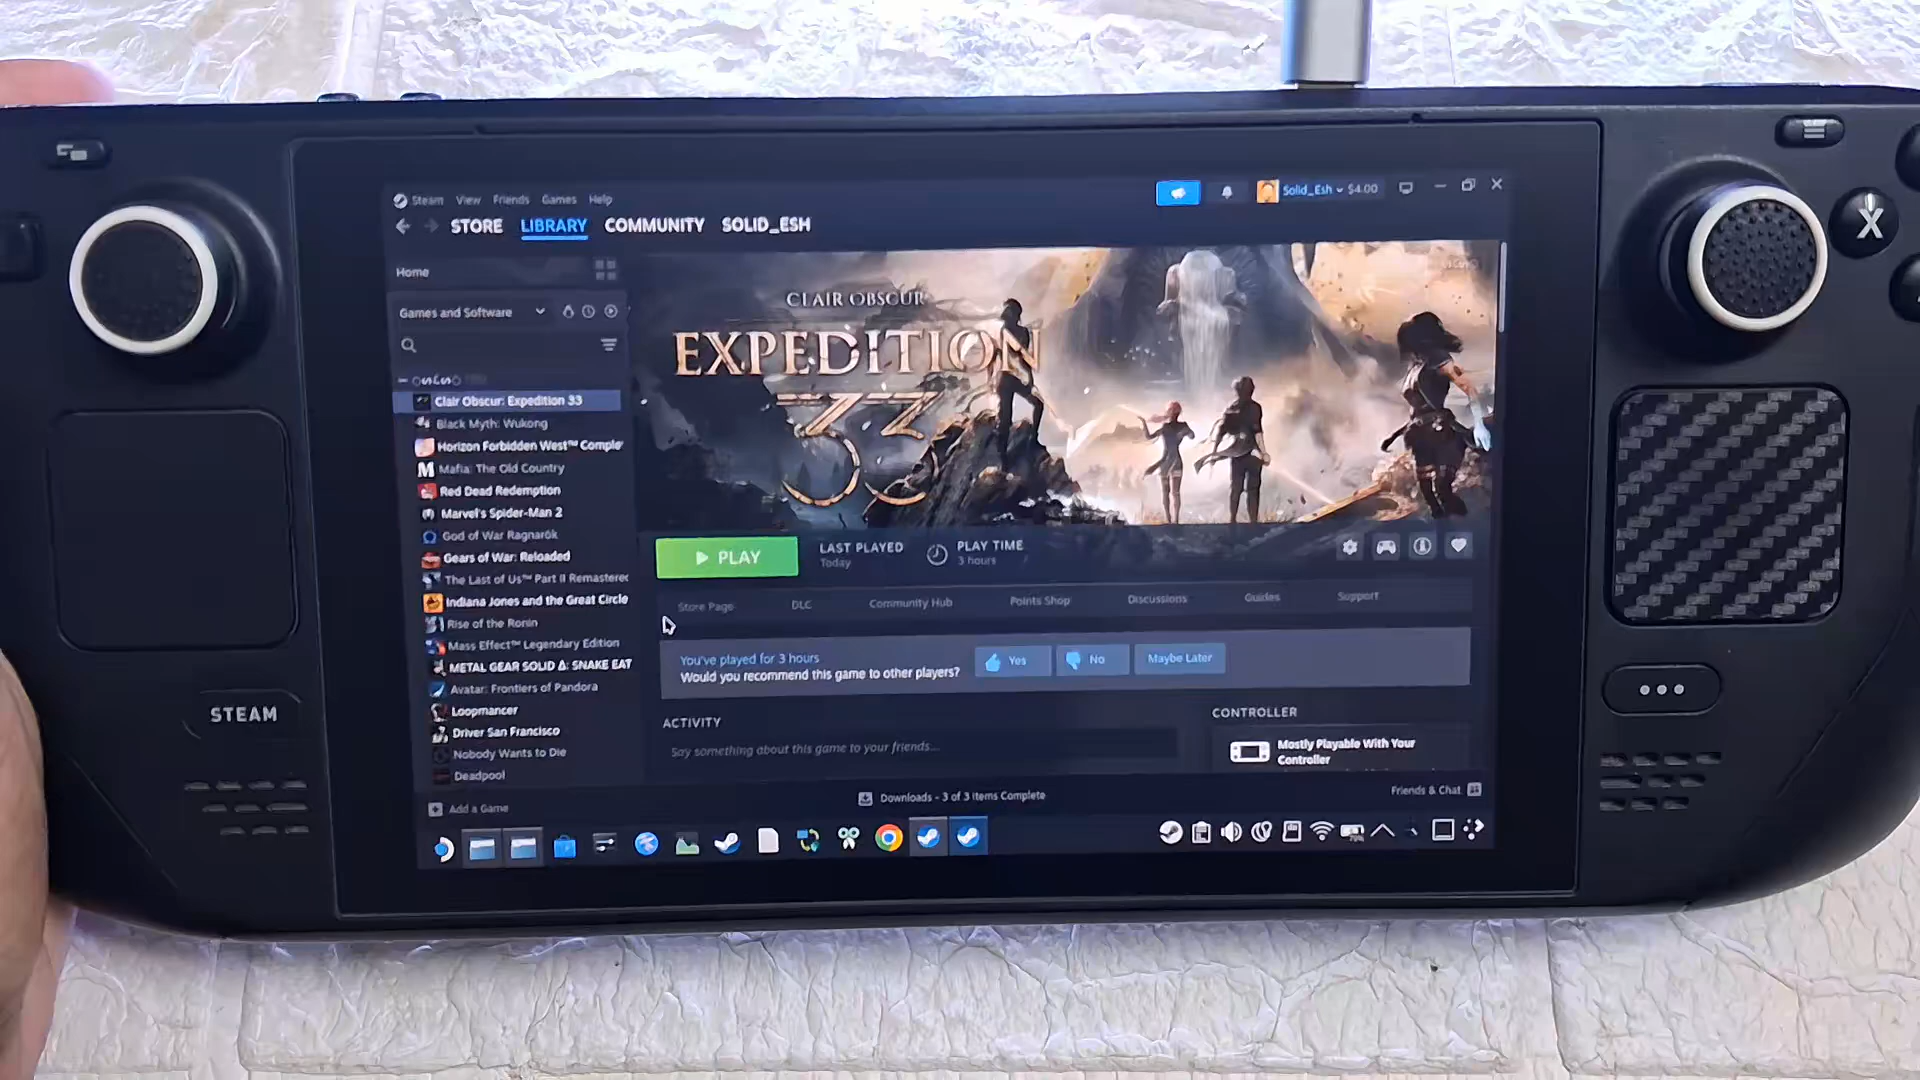 Steam View Friends Games Help
Solid_Esh $4.00
STORE LIBRARY COMMUNITY SOLID_ESH
Home
Games and Software
CLAIR OBSCUR
EXPEDITION
33
Clair Obscur: Expedition 33
Black Myth: Wukong
Horizon Forbidden West™ Comple
Mafia: The Old Country
Red Dead Redemption
Marvel's Spider-Man 2
God of War Ragnarök
Gears of War: Reloaded
The Last of Us™ Part II Remastered
Indiana Jones and the Great Circle
Rise of the Ronin
Mass Effect™ Legendary Edition
METAL GEAR SOLID Δ: SNAKE EAT
Avatar: Frontiers of Pandora
Loopmancer
Driver San Francisco
Nobody Wants to Die
Deadpool
Add a Game
PLAY
LAST PLAYED
Today
PLAY TIME
3 hours
Store Page DLC Community Hub Points Shop Discussions Guides Support
You've played for 3 hours
Would you recommend this game to other players?
Yes No Maybe Later
ACTIVITY
Say something about this game to your friends...
CONTROLLER
Mostly Playable With Your
Controller
Downloads - 3 of 3 Items Complete
Friends & Chat
STEAM
X